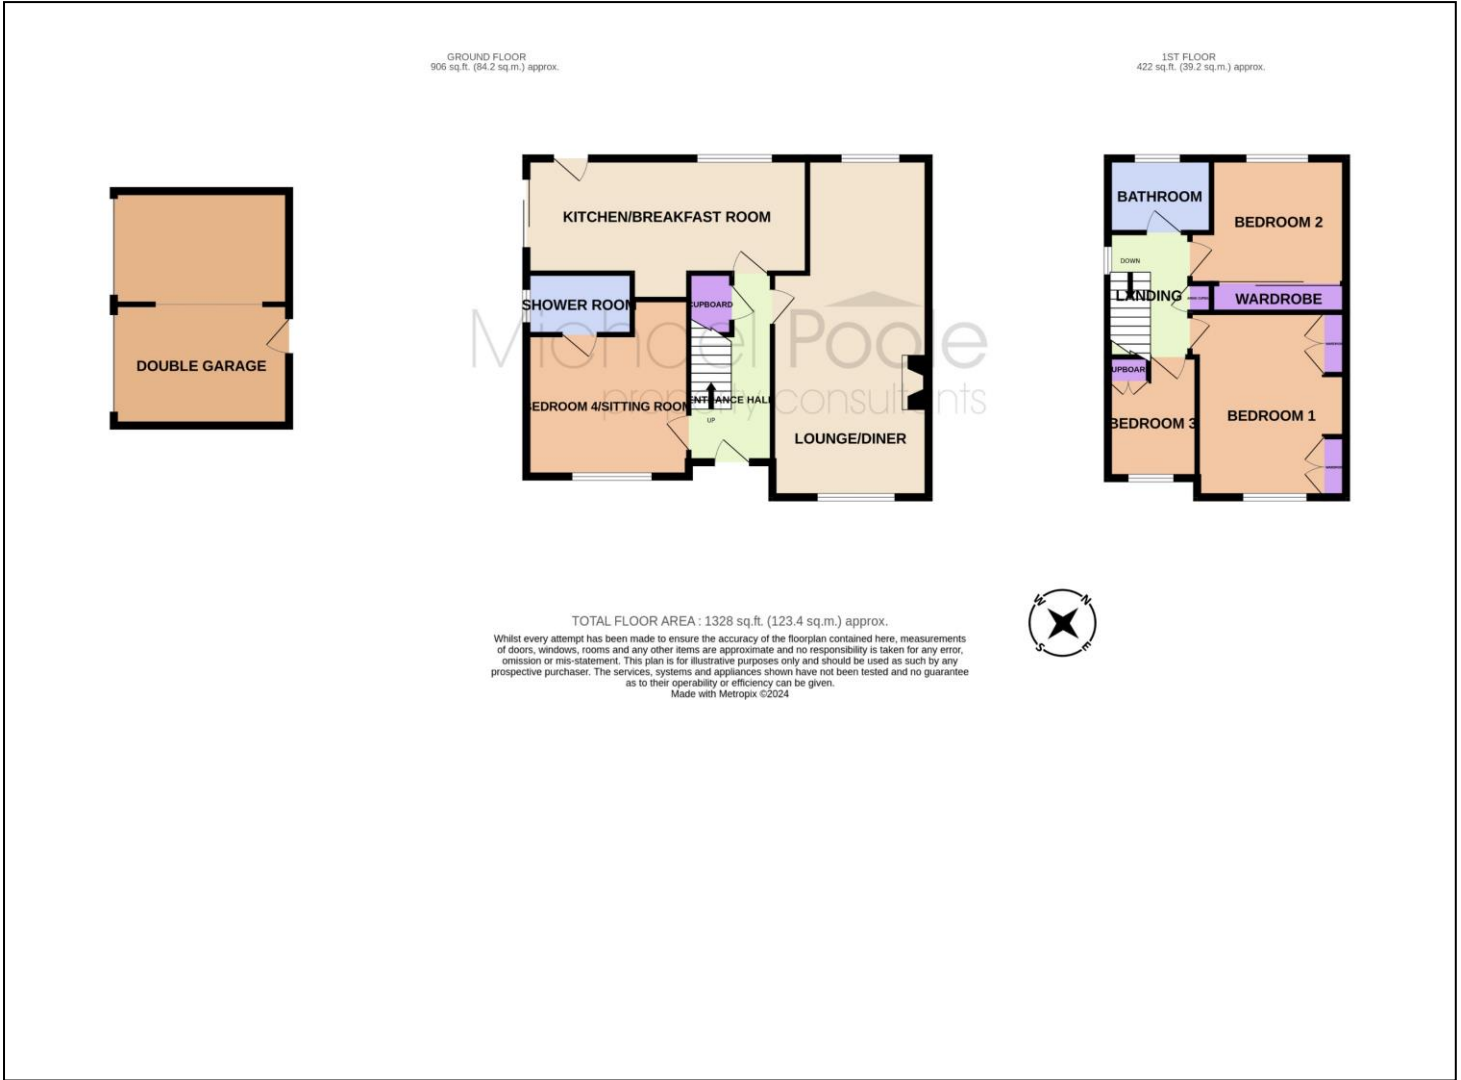 GROUND FLOOR
906 sq.ft. (84.2 sq.m.) approx.
1ST FLOOR
422 sq.ft. (39.2 sq.m.) approx.
KITCHEN/BREAKFAST ROOM
SHOWER ROOM
CUPBOARD
DOUBLE GARAGE
BEDROOM 4/SITTING ROOM
ENTRANCE HALL
UP
LOUNGE/DINER
BATHROOM
BEDROOM 2
DOWN
LANDING
WARDROBE
CUPBOARD
BEDROOM 3
BEDROOM 1
Michael Poole
property consultants
TOTAL FLOOR AREA : 1328 sq.ft. (123.4 sq.m.) approx.
Whilst every attempt has been made to ensure the accuracy of the floorplan contained here, measurements
of doors, windows, rooms and any other items are approximate and no responsibility is taken for any error,
omission or mis-statement. This plan is for illustrative purposes only and should be used as such by any
prospective purchaser. The services, systems and appliances shown have not been tested and no guarantee
as to their operability or efficiency can be given.
Made with Metropix ©2024
W N
S E